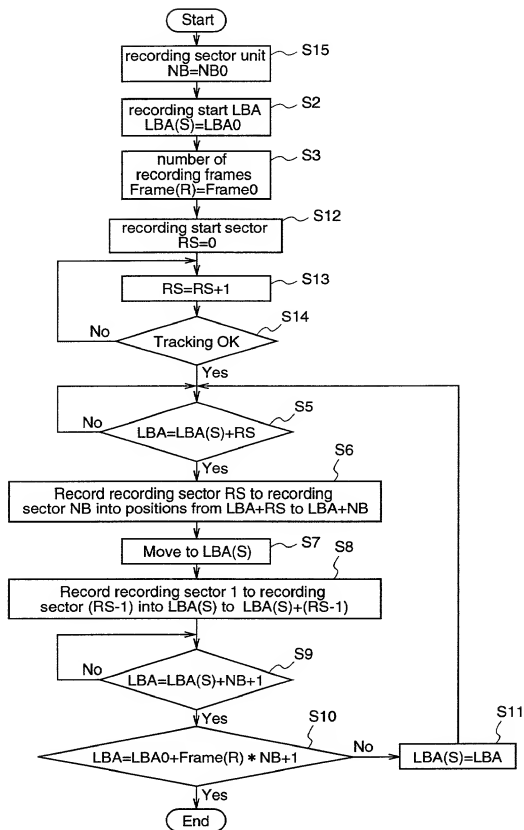 Start
recording sector unit
NB=NB0
S15
recording start LBA
LBA(S)=LBA0
S2
number of
recording frames
Frame(R)=Frame0
S3
recording start sector
RS=0
S12
RS=RS+1
S13
Tracking OK
S14
No
Yes
LBA=LBA(S)+RS
S5
No
Yes
S6
Record recording sector RS to recording
sector NB into positions from LBA+RS to LBA+NB
Move to LBA(S)
S7
S8
Record recording sector 1 to recording
sector (RS-1) into LBA(S) to LBA(S)+(RS-1)
LBA=LBA(S)+NB+1
S9
No
Yes
S10
LBA=LBA0+Frame(R)*NB+1
No
S11
LBA(S)=LBA
Yes
End